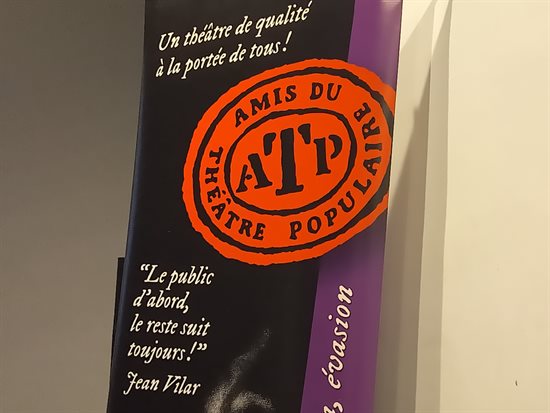 Un théâtre de qualité
à la portée de tous !
AMIS DU
THÉÂTRE POPULAIRE
ATP
“Le public
d’abord,
le reste suit
toujours !”
Jean Vilar
évasion